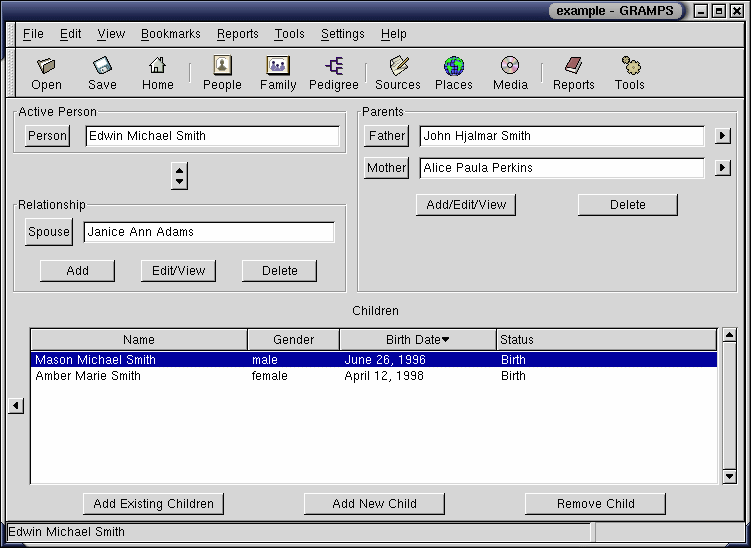 example - GRAMPS
File Edit View Bookmarks Reports Tools Settings Help
Open Save Home People Family Pedigree Sources Places Media Reports Tools
Active Person
Person Edwin Michael Smith
Relationship
Spouse Janice Ann Adams
Add Edit/View Delete
Parents
Father John Hjalmar Smith
Mother Alice Paula Perkins
Add/Edit/View Delete
Children
Name Gender Birth Date Status
Mason Michael Smith male June 26, 1996 Birth
Amber Marie Smith female April 12, 1998 Birth
Add Existing Children Add New Child Remove Child
Edwin Michael Smith